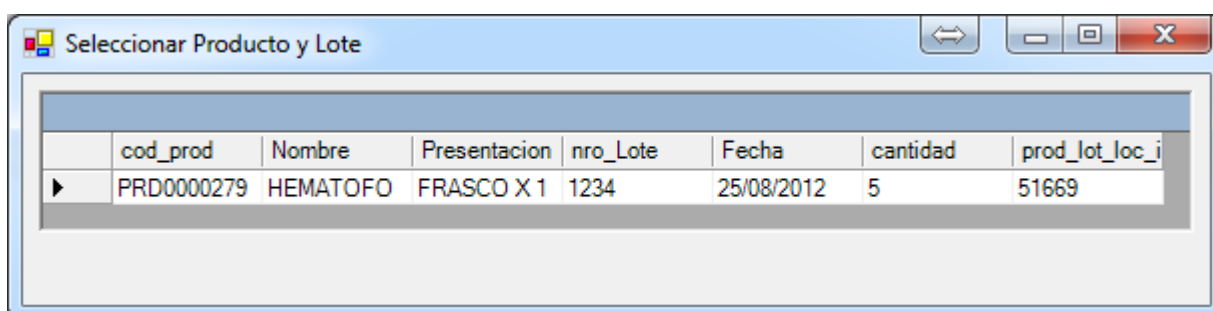 Seleccionar Producto y Lote
cod_prod Nombre Presentacion nro_Lote Fecha cantidad prod_lot_loc_i
PRD0000279 HEMATOFO FRASCO X 1 1234 25/08/2012 5 51669